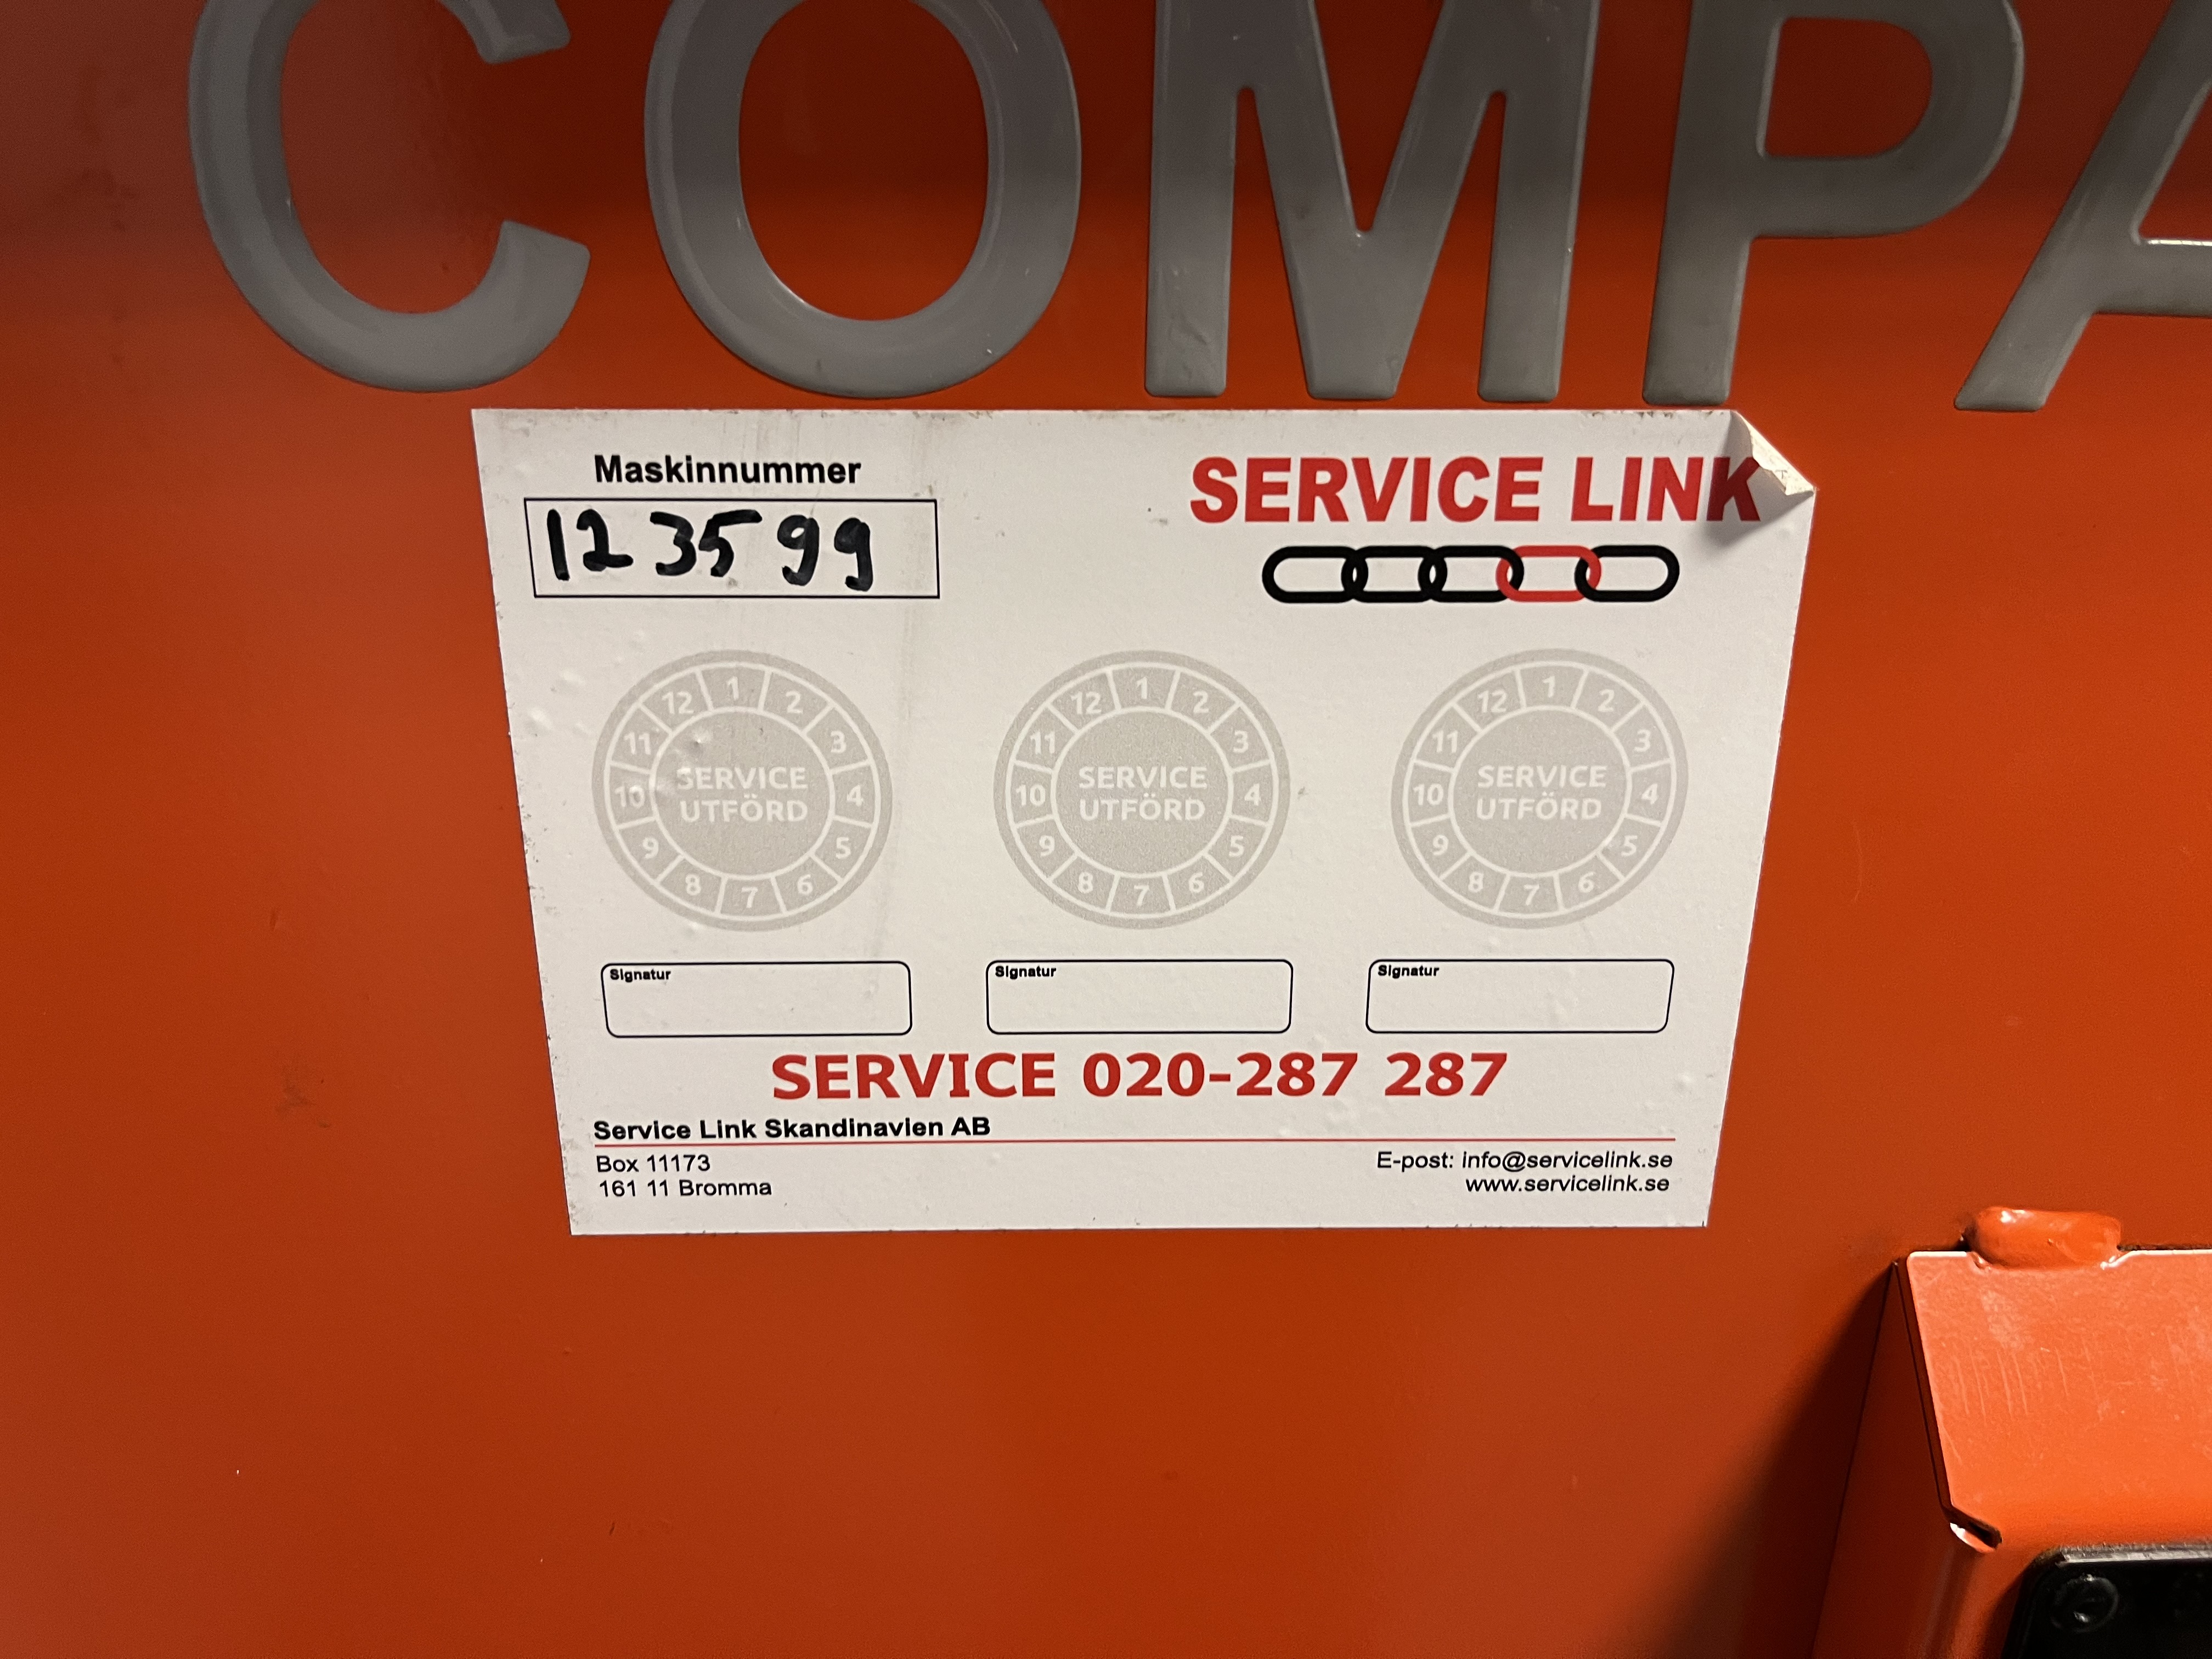 COMPA
Maskinnummer
123599
SERVICE LINK
12 1 2 3 4 5 6 7 8 9 10 11
SERVICE
UTFÖRD
12 1 2 3 4 5 6 7 8 9 10 11
SERVICE
UTFÖRD
12 1 2 3 4 5 6 7 8 9 10 11
SERVICE
UTFÖRD
Signatur
Signatur
Signatur
SERVICE 020-287 287
Service Link Skandinavien AB
Box 11173
161 11 Bromma
E-post: info@servicelink.se
www.servicelink.se